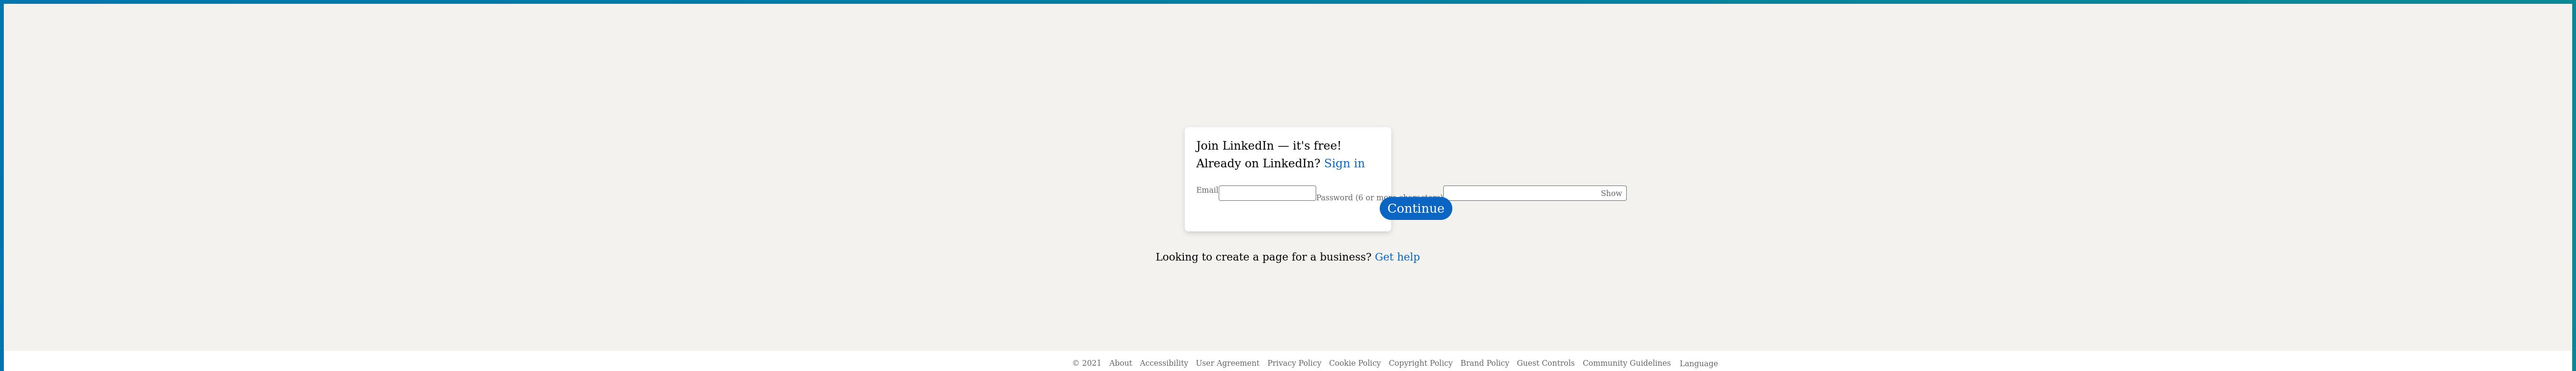 Join LinkedIn — it's free!
Already on LinkedIn? Sign in
Email
Password (6 or more characters)
Show
Continue
Looking to create a page for a business? Get help
© 2021 About Accessibility User Agreement Privacy Policy Cookie Policy Copyright Policy Brand Policy Guest Controls Community Guidelines Language